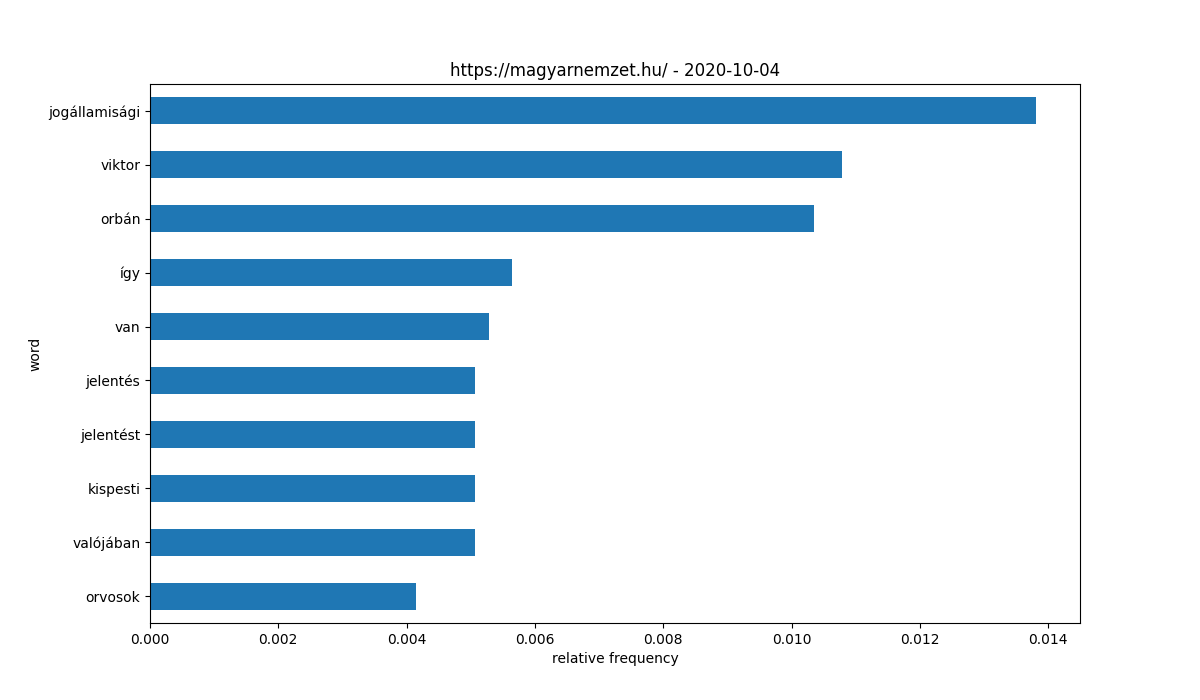 https://magyarnemzet.hu/ - 2020-10-04
jogállamisági
viktor
orbán
így
van
jelentés
jelentést
kispesti
valójában
orvosok
word
0.000 0.002 0.004 0.006 0.008 0.010 0.012 0.014
relative frequency